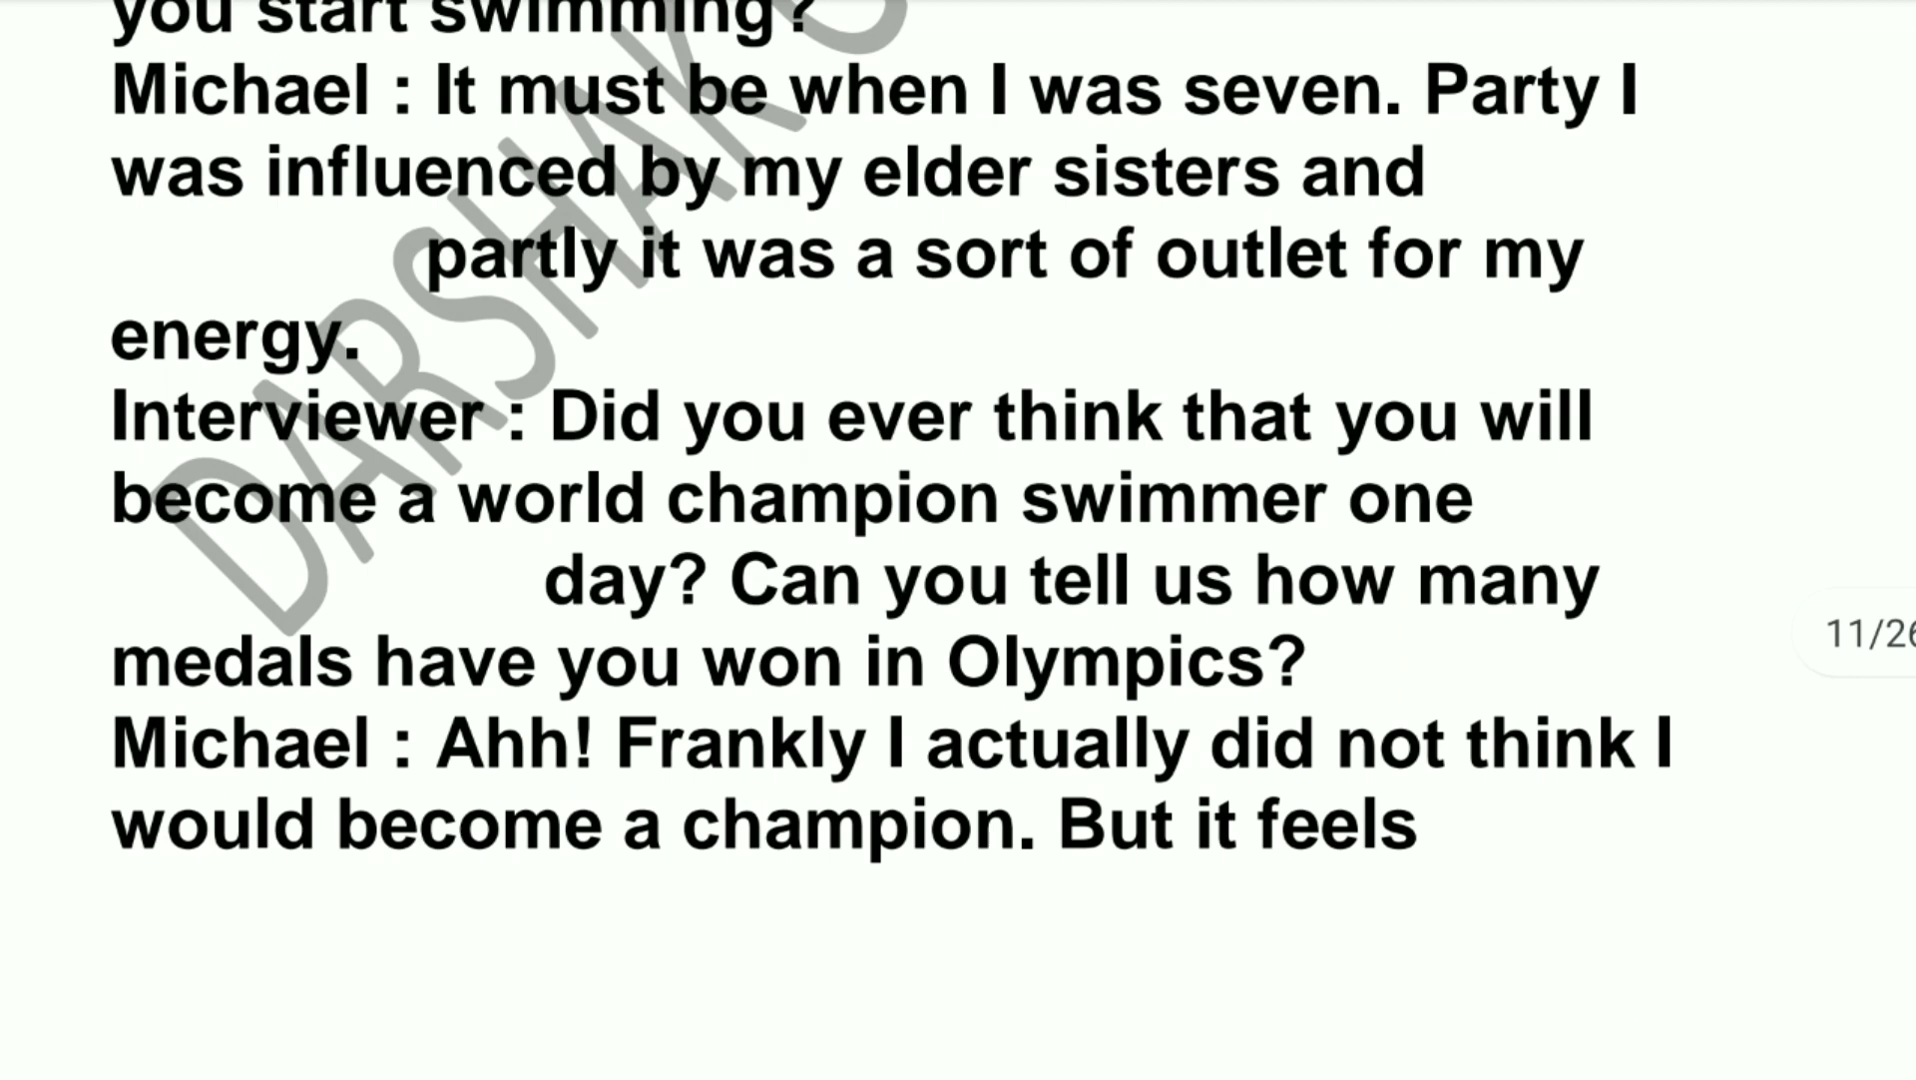 you start swimming?
Michael : It must be when I was seven. Party I
was influenced by my elder sisters and
partly it was a sort of outlet for my
energy.
Interviewer : Did you ever think that you will
become a world champion swimmer one
day? Can you tell us how many
medals have you won in Olympics?
Michael : Ahh! Frankly I actually did not think I
would become a champion. But it feels
11/26
DARSHAK